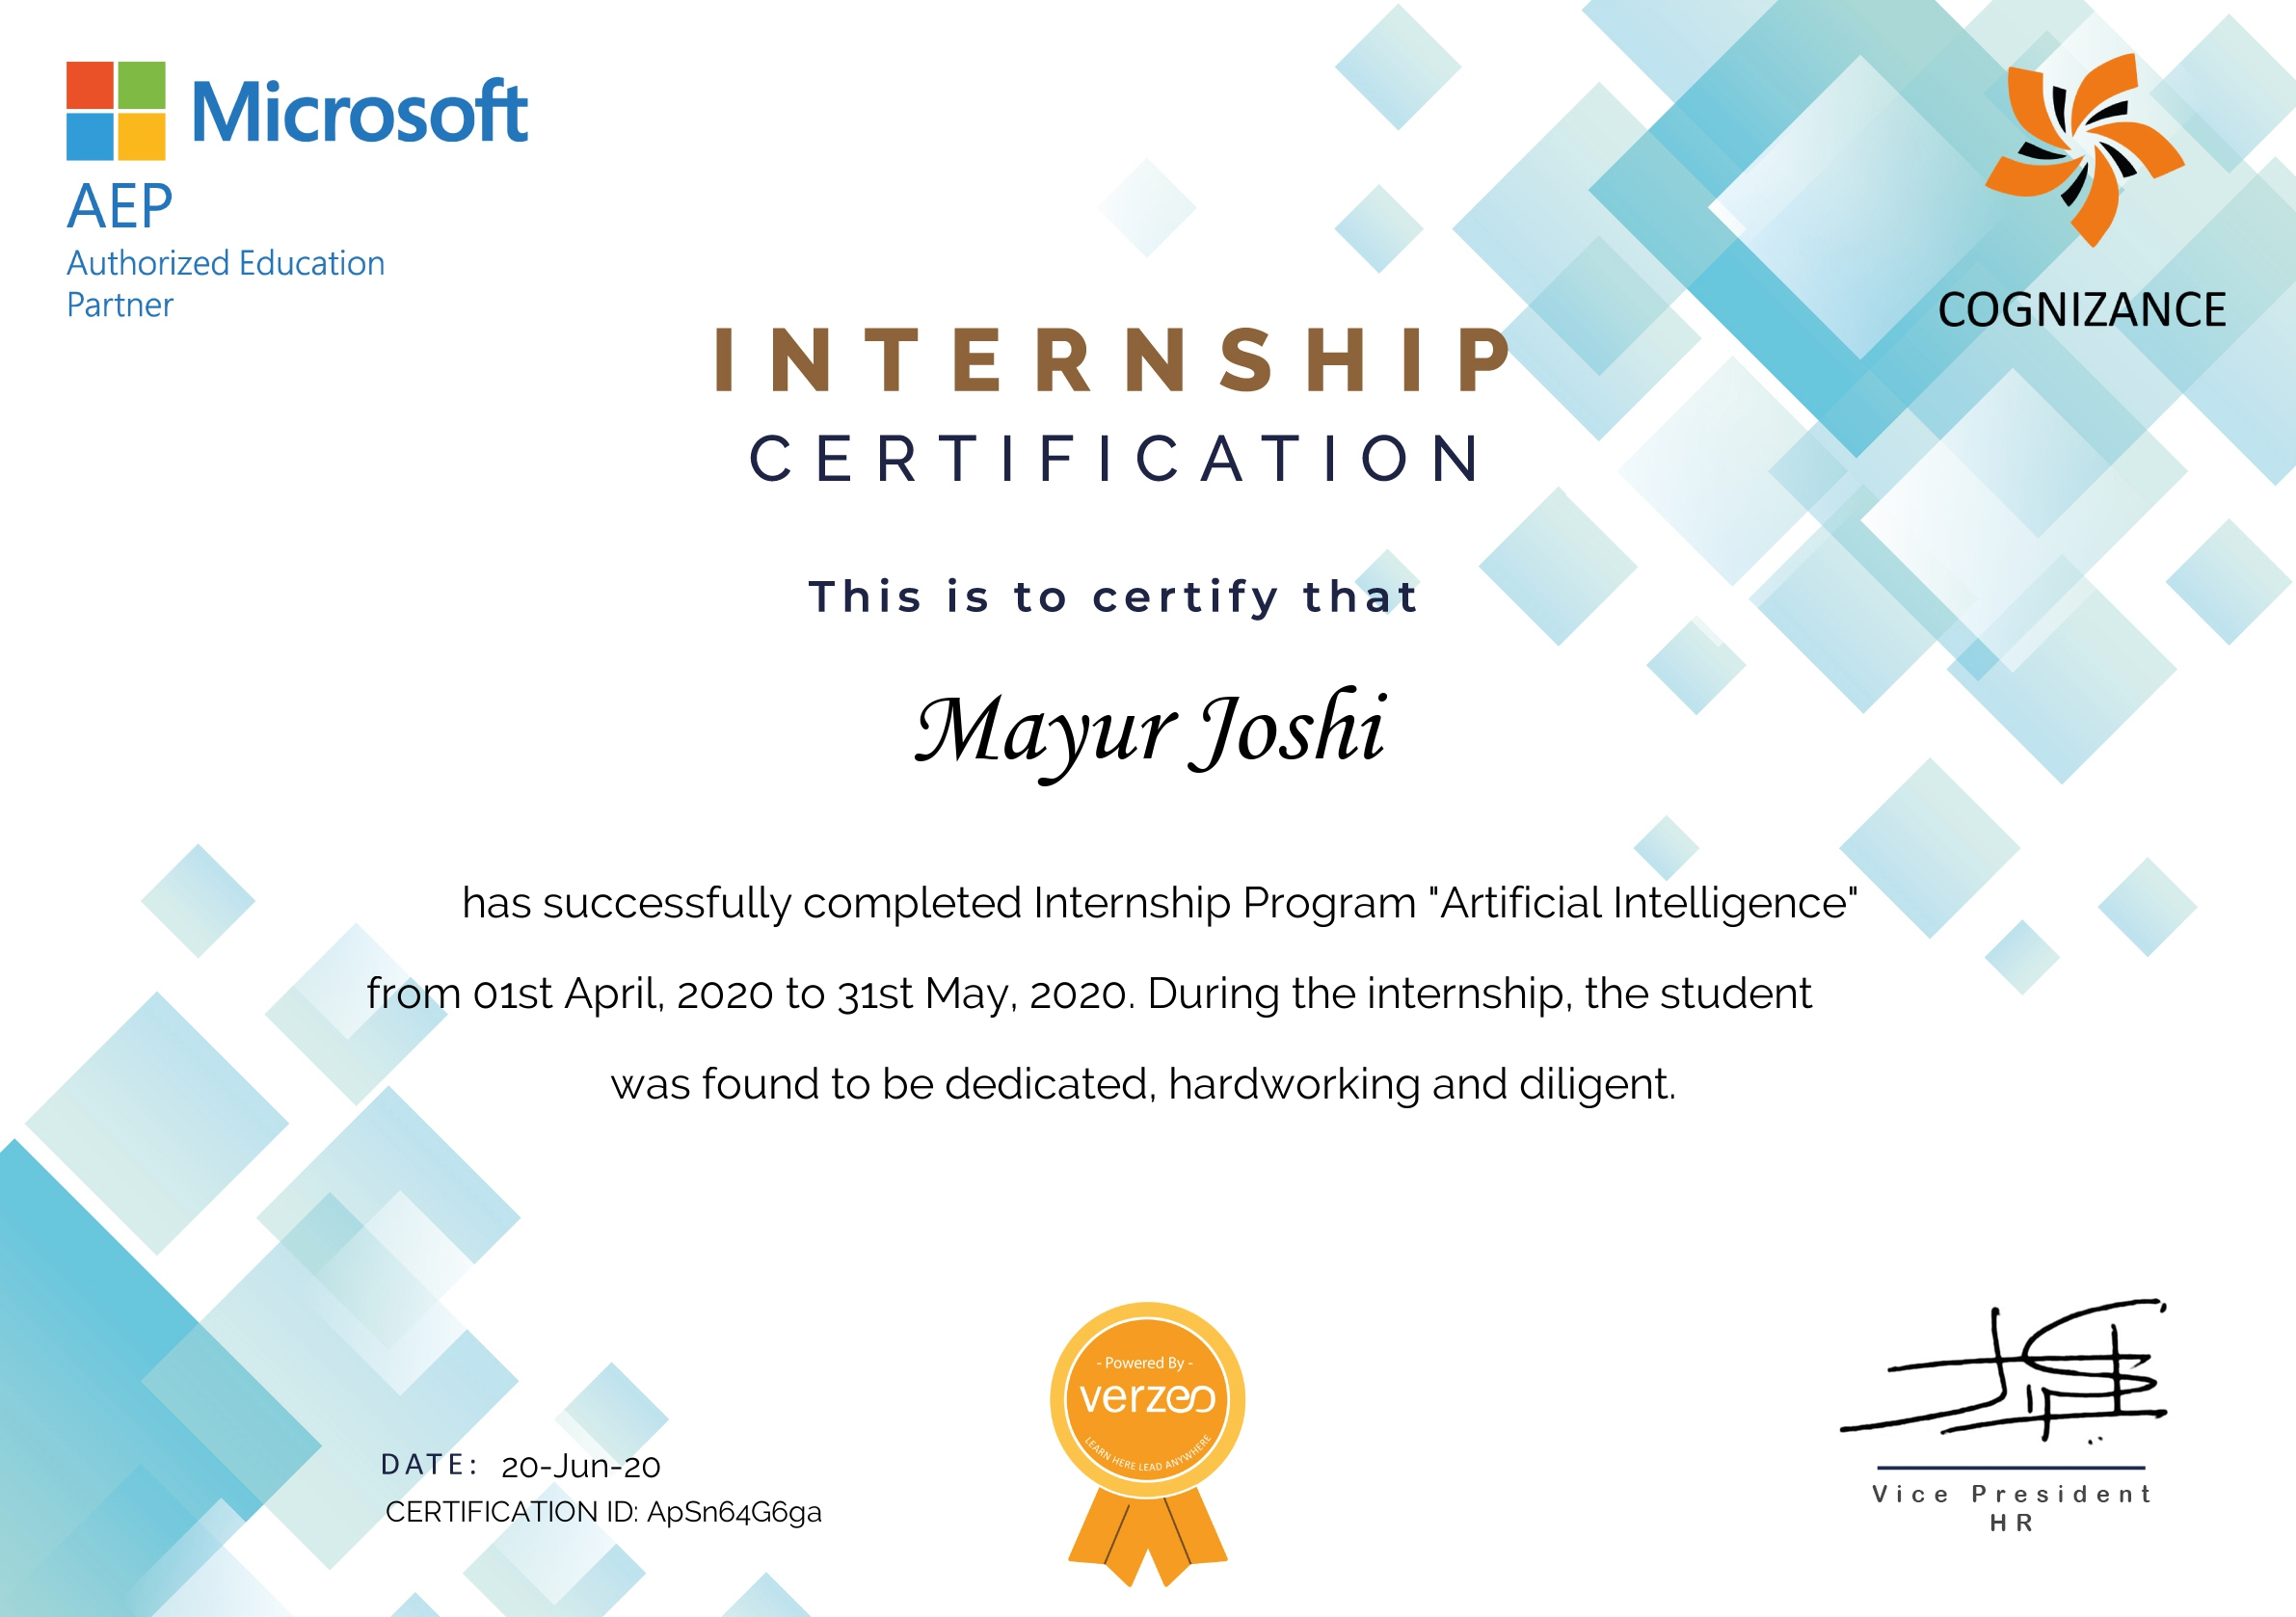 Microsoft
AEP
Authorized Education
Partner
COGNIZANCE
INTERNSHIP
CERTIFICATION
This is to certify that
Mayur Joshi
has successfully completed Internship Program "Artificial Intelligence"
from 01st April, 2020 to 31st May, 2020. During the internship, the student
was found to be dedicated, hardworking and diligent.
- Powered By -
verzeo
LEARN HERE LEAD ANYWHERE
DATE: 20-Jun-20
CERTIFICATION ID: ApSn64G6ga
Vice President
HR